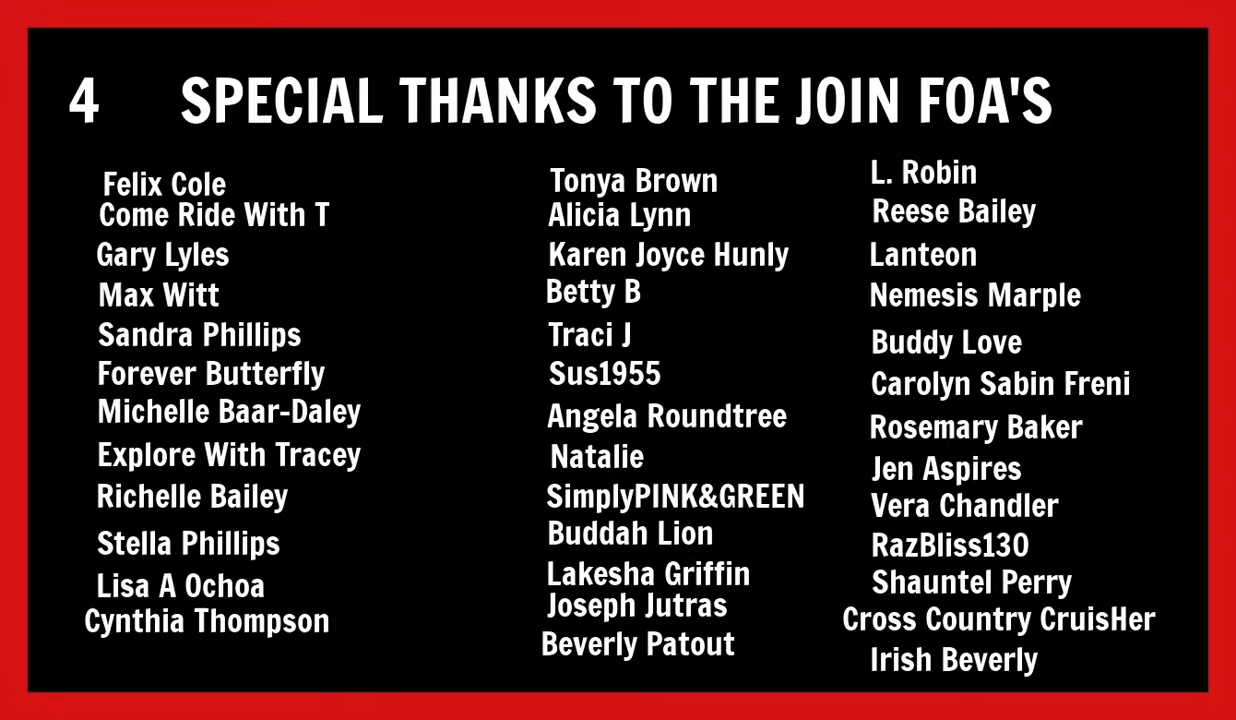 4 SPECIAL THANKS TO THE JOIN FOA'S
Felix Cole
Come Ride With T
Gary Lyles
Max Witt
Sandra Phillips
Forever Butterfly
Michelle Baar-Daley
Explore With Tracey
Richelle Bailey
Stella Phillips
Lisa A Ochoa
Cynthia Thompson
Tonya Brown
Alicia Lynn
Karen Joyce Hunly
Betty B
Traci J
Sus1955
Angela Roundtree
Natalie
SimplyPINK&GREEN
Buddah Lion
Lakesha Griffin
Joseph Jutras
Beverly Patout
L. Robin
Reese Bailey
Lanteon
Nemesis Marple
Buddy Love
Carolyn Sabin Freni
Rosemary Baker
Jen Aspires
Vera Chandler
RazBliss130
Shauntel Perry
Cross Country CruisHer
Irish Beverly